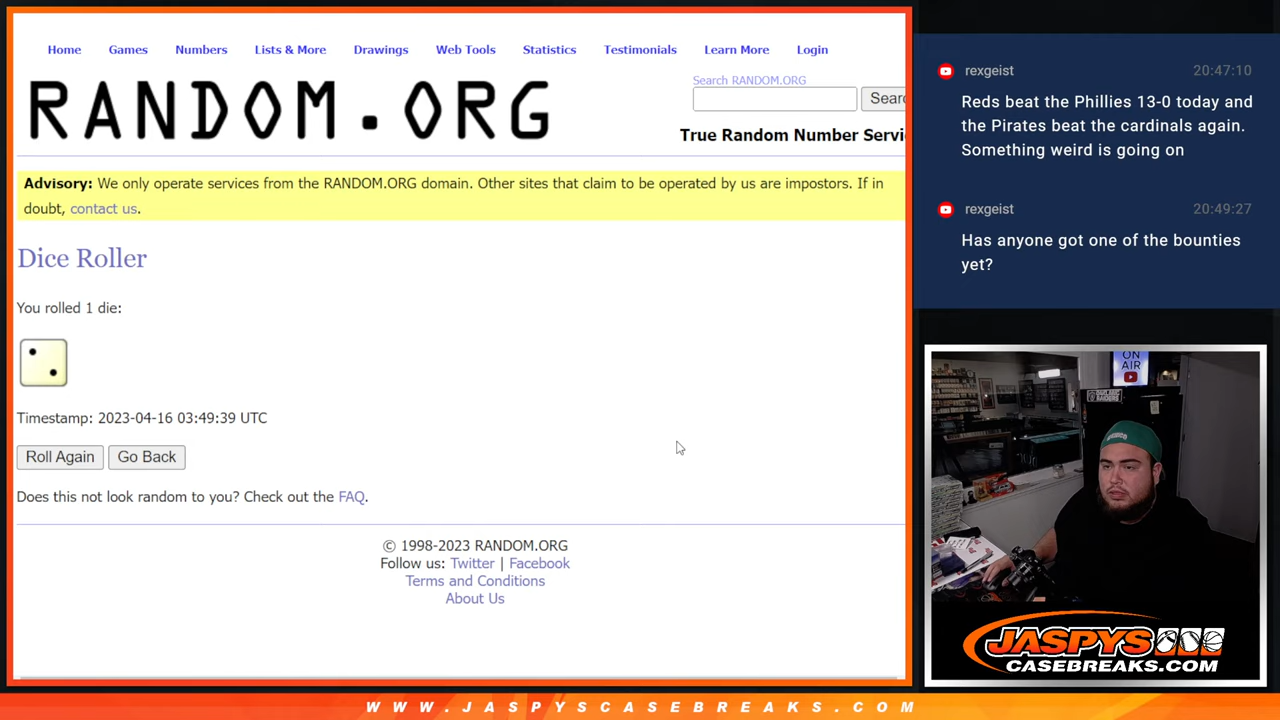 Home Games Numbers Lists & More Drawings Web Tools Statistics Testimonials Learn More Login
RANDOM.ORG
Search RANDOM.ORG
Searc
True Random Number Servi
Advisory: We only operate services from the RANDOM.ORG domain. Other sites that claim to be operated by us are impostors. If in
doubt, contact us.
Dice Roller
You rolled 1 die:
Timestamp: 2023-04-16 03:49:39 UTC
Roll Again Go Back
Does this not look random to you? Check out the FAQ.
© 1998-2023 RANDOM.ORG
Follow us: Twitter | Facebook
Terms and Conditions
About Us
rexgeist 20:47:10
Reds beat the Phillies 13-0 today and
the Pirates beat the cardinals again.
Something weird is going on
rexgeist 20:49:27
Has anyone got one of the bounties
yet?
ON
AIR
JASPYS
CASEBREAKS.COM
WWW.JASPYSCASEBREAKS.COM